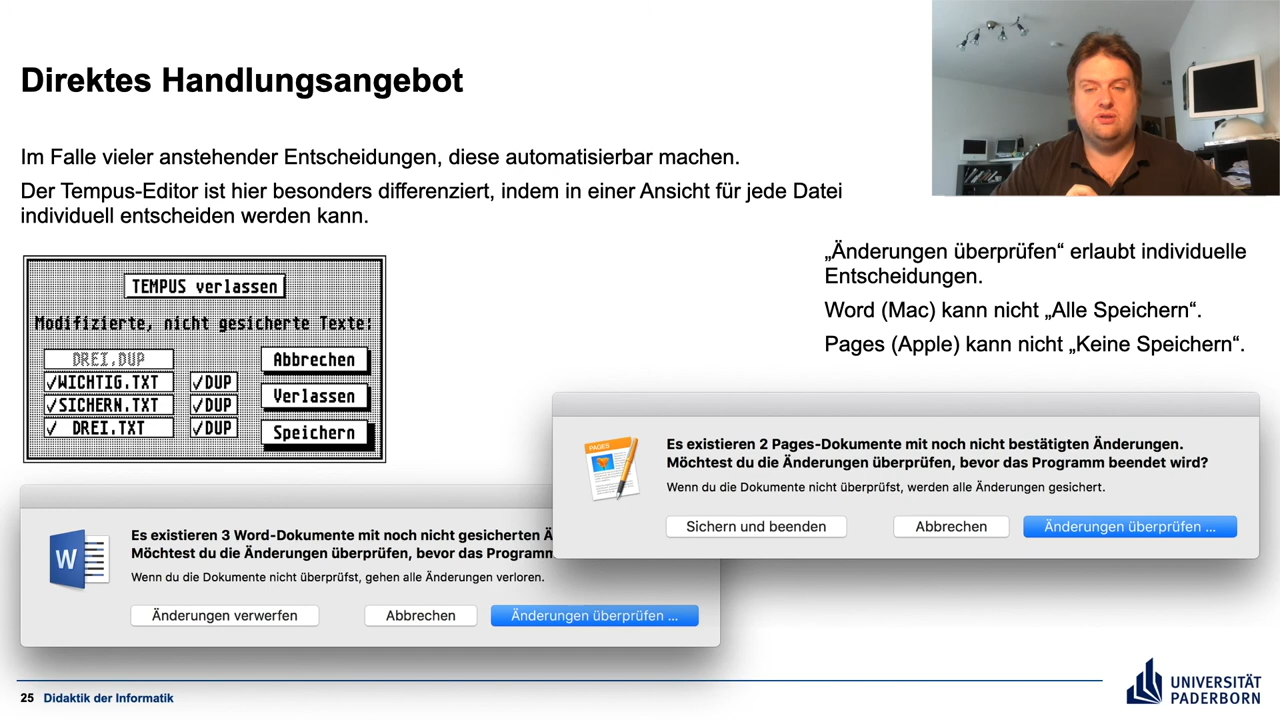 Direktes Handlungsangebot
Im Falle vieler anstehender Entscheidungen, diese automatisierbar machen.
Der Tempus-Editor ist hier besonders differenziert, indem in einer Ansicht für jede Datei
individuell entscheiden werden kann.
„Änderungen überprüfen“ erlaubt individuelle
Entscheidungen.
Word (Mac) kann nicht „Alle Speichern“.
Pages (Apple) kann nicht „Keine Speichern“.
TEMPUS verlassen
Modifizierte, nicht gesicherte Texte:
DREI.DUP
Abbrechen
✓WICHTIG.TXT ✓DUP
Verlassen
✓SICHERN.TXT ✓DUP
✓ DREI.TXT ✓DUP
Speichern
PAGES
Es existieren 2 Pages-Dokumente mit noch nicht bestätigten Änderungen.
Möchtest du die Änderungen überprüfen, bevor das Programm beendet wird?
Wenn du die Dokumente nicht überprüfst, werden alle Änderungen gesichert.
Sichern und beenden Abbrechen Änderungen überprüfen ...
W
Es existieren 3 Word-Dokumente mit noch nicht gesicherten Ä
Möchtest du die Änderungen überprüfen, bevor das Programm
Wenn du die Dokumente nicht überprüfst, gehen alle Änderungen verloren.
Änderungen verwerfen Abbrechen Änderungen überprüfen ...
25 Didaktik der Informatik
UNIVERSITÄT
PADERBORN